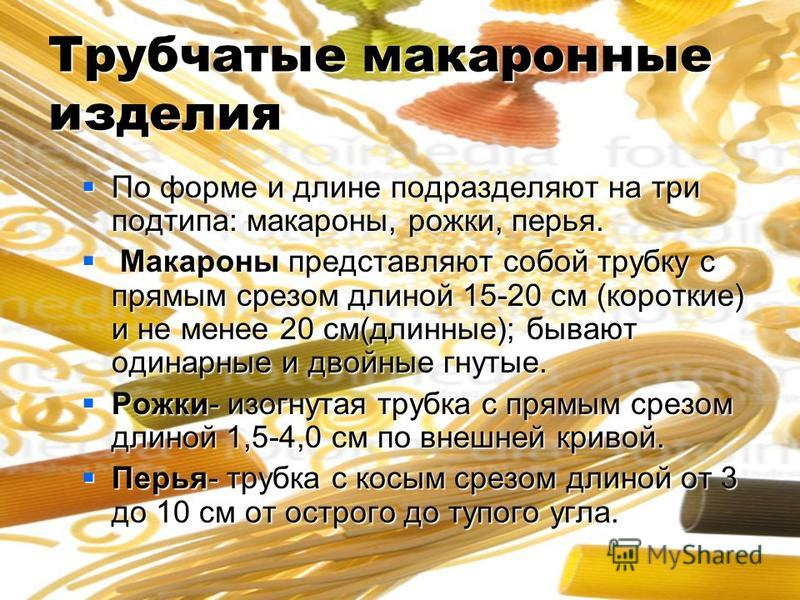 Трубчатые макаронные
изделия
По форме и длине подразделяют на три
подтипа: макароны, рожки, перья.
Макароны представляют собой трубку с
прямым срезом длиной 15-20 см (короткие)
и не менее 20 см(длинные); бывают
одинарные и двойные гнутые.
Рожки- изогнутая трубка с прямым срезом
длиной 1,5-4,0 см по внешней кривой.
Перья- трубка с косым срезом длиной от 3
до 10 см от острого до тупого угла.
MyShared